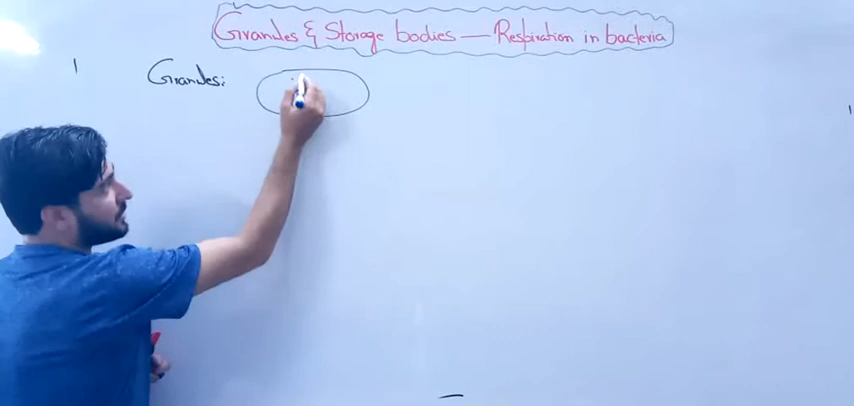 Granules & Storage bodies — Respiration in bacteria
Granules: